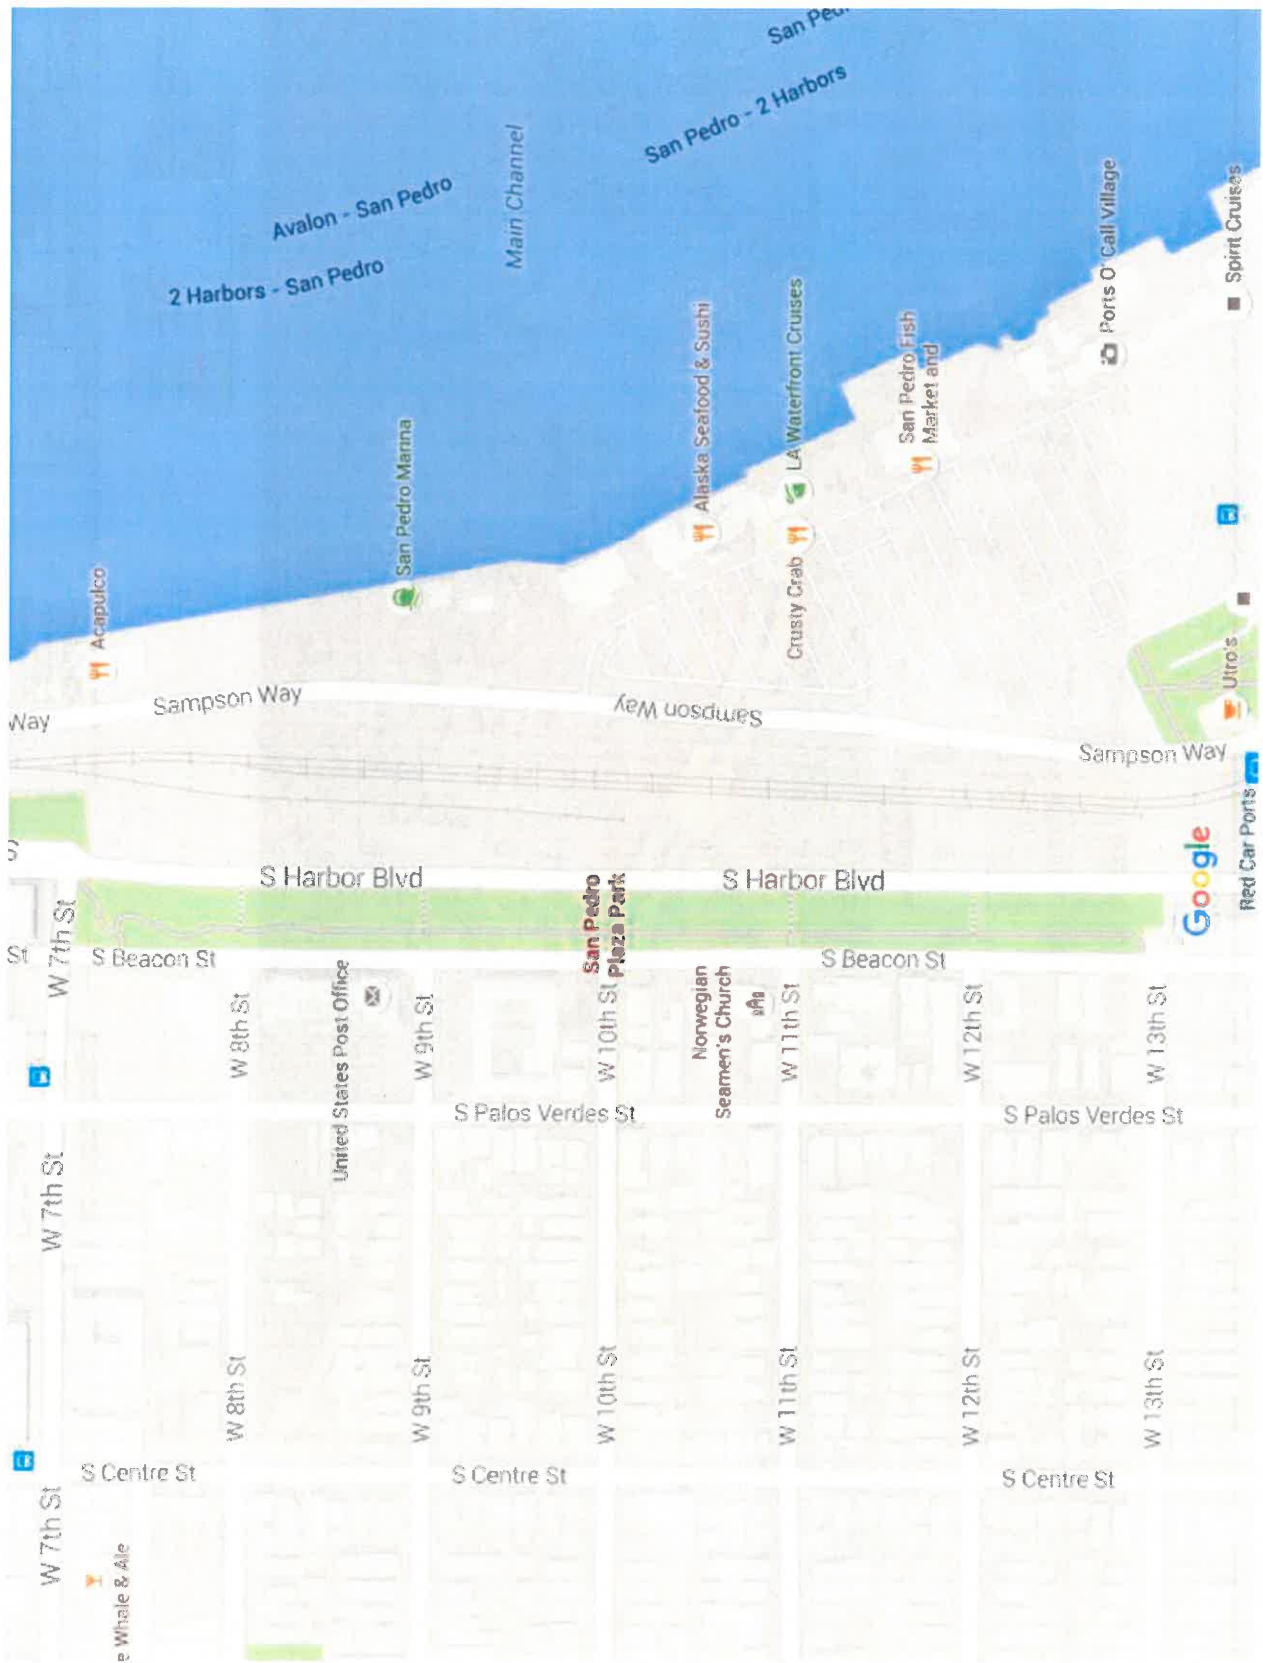 San Ped
San Pedro - 2 Harbors
Main Channel
Avalon - San Pedro
2 Harbors - San Pedro
Ports O' Call Village
Spirit Cruises
LA Waterfront Cruises
Alaska Seafood & Sushi
San Pedro Fish
Market and
San Pedro Marina
Acapulco
Crusty Crab
Utro's
Way
Sampson Way
Sampson Way
Sampson Way
Google
Red Car Ports
S
S Harbor Blvd
San Pedro
Plaza Park
S Harbor Blvd
St
W 7th St
S Beacon St
S Beacon St
W 8th St
United States Post Office
W 9th St
W 10th St
Norwegian
Seamen's Church
W 11th St
W 12th St
W 13th St
S Palos Verdes St
S Palos Verdes St
W 7th St
W 8th St
W 9th St
W 10th St
W 11th St
W 12th St
W 13th St
S Centre St
S Centre St
S Centre St
W 7th St
e Whale & Ale